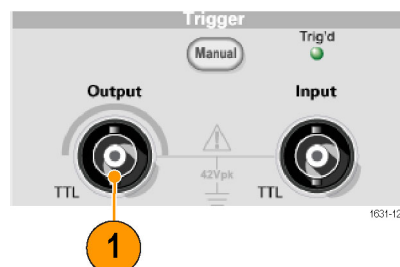 Trigger
Manual
Trig'd
Output
Input
42Vpk
TTL
TTL
1631-12
1